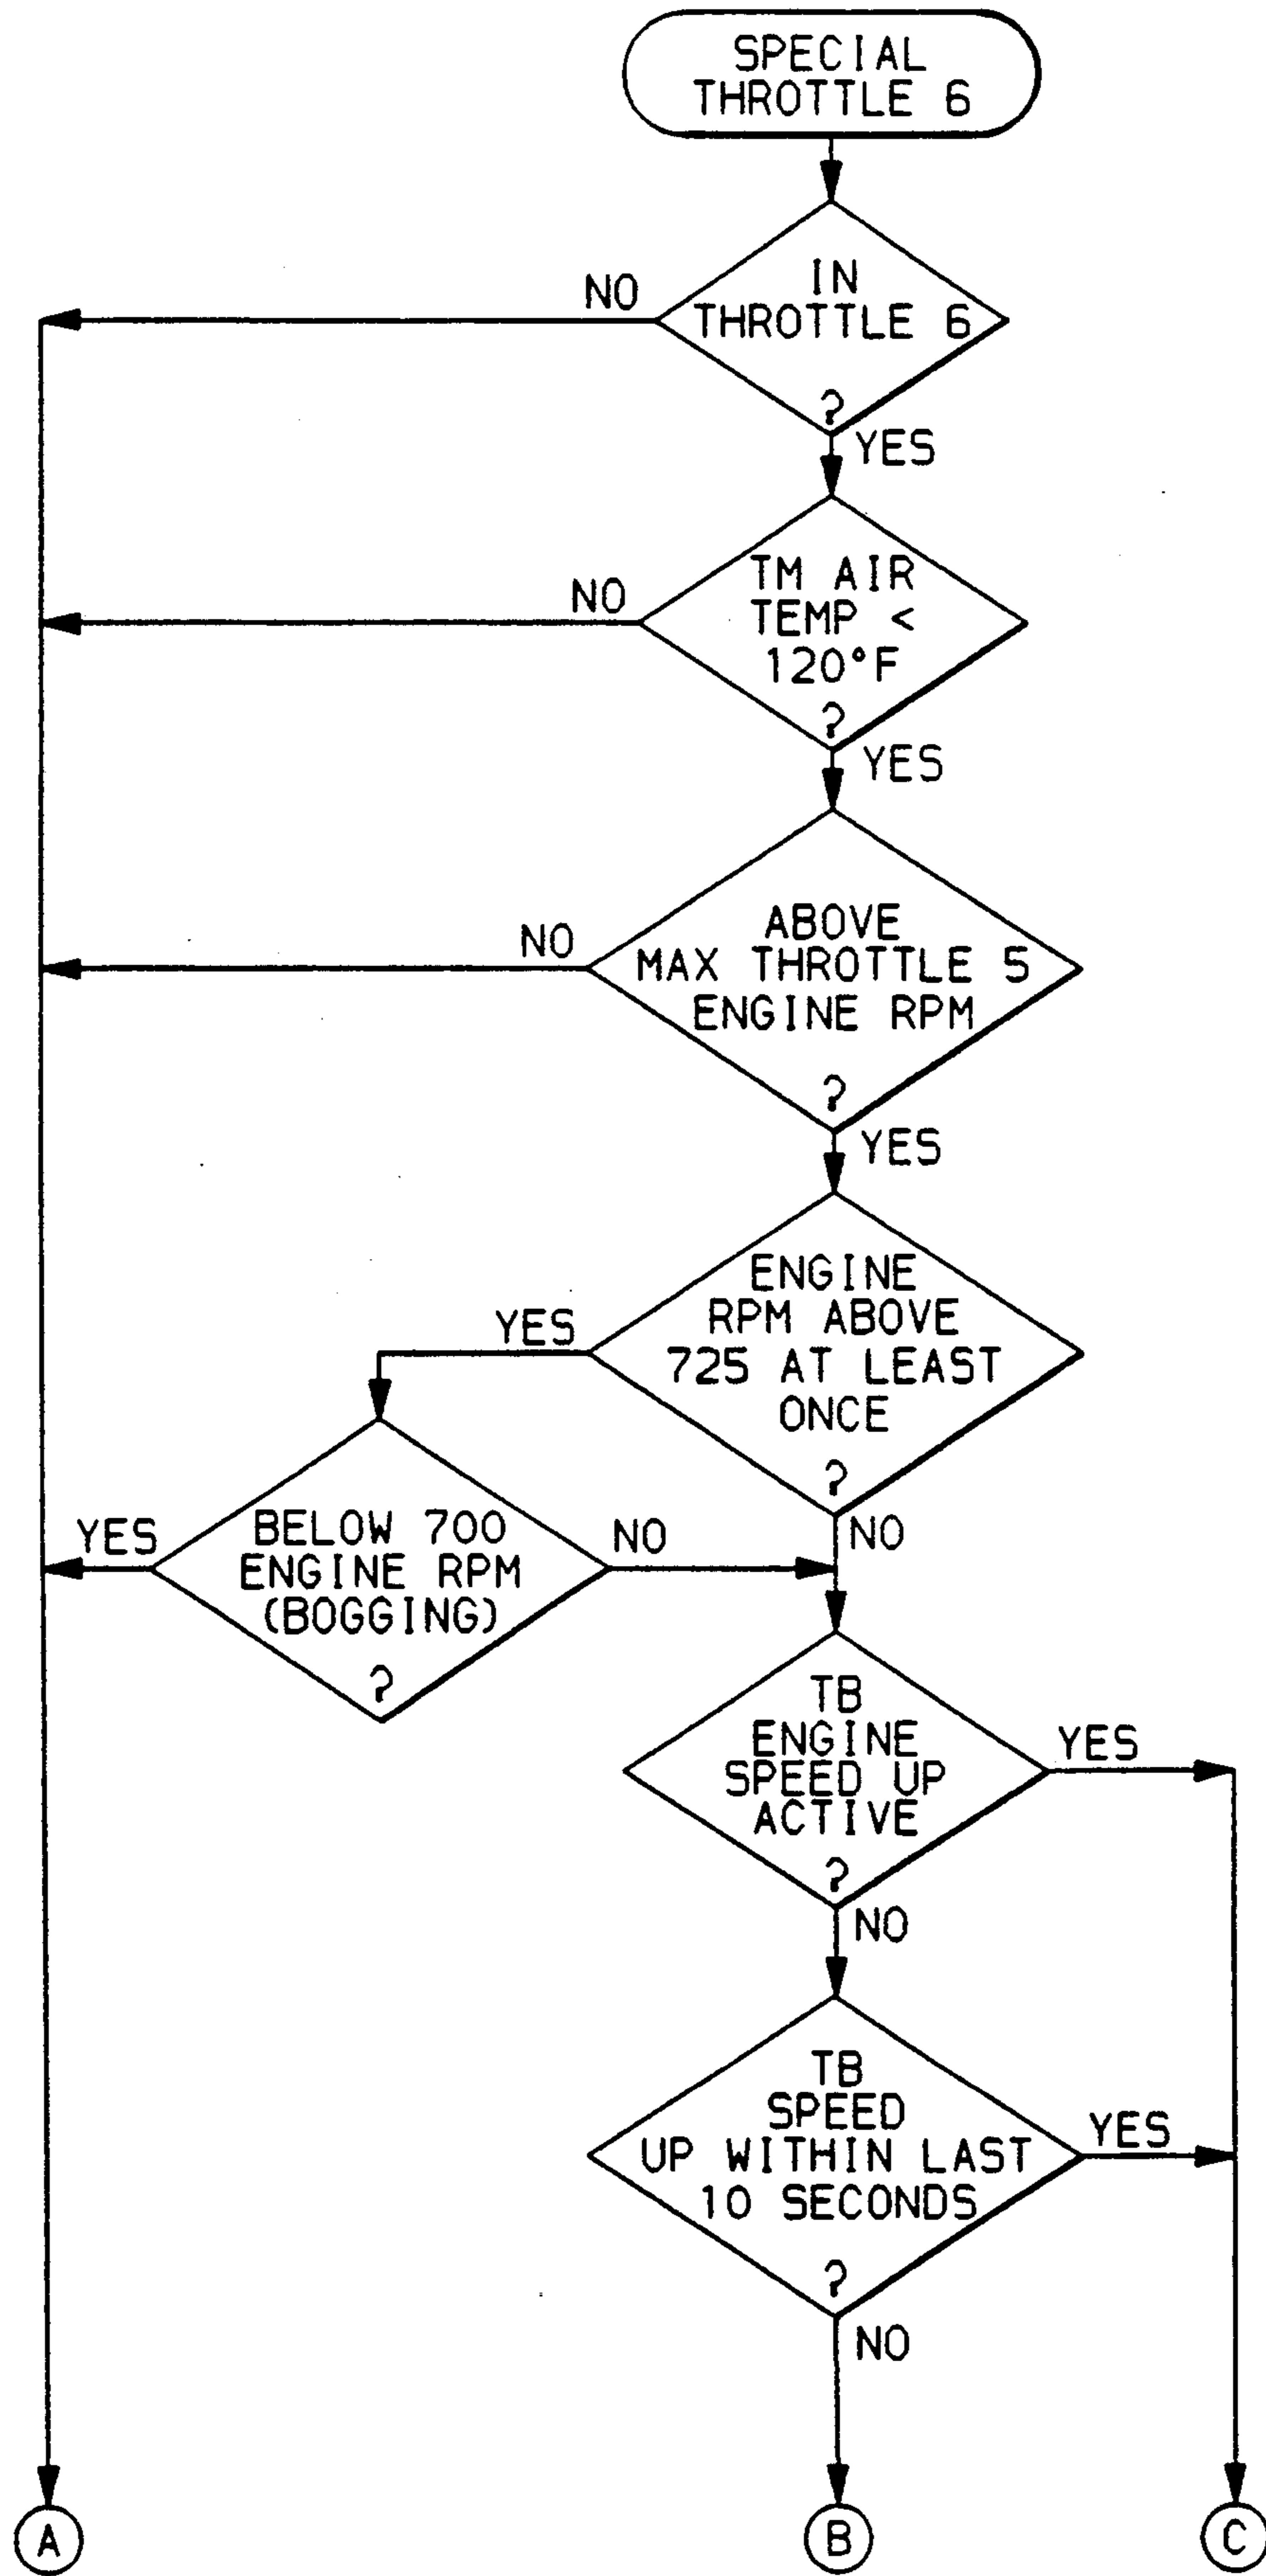 SPECIAL
THROTTLE 6
IN
THROTTLE 6
?
NO
YES
TM AIR
TEMP <
120°F
?
NO
YES
ABOVE
MAX THROTTLE 5
ENGINE RPM
?
NO
YES
ENGINE
RPM ABOVE
725 AT LEAST
ONCE
?
YES
NO
BELOW 700
ENGINE RPM
(BOGGING)
?
YES
NO
TB
ENGINE
SPEED UP
ACTIVE
?
YES
NO
TB
SPEED
UP WITHIN LAST
10 SECONDS
?
YES
NO
A
B
C